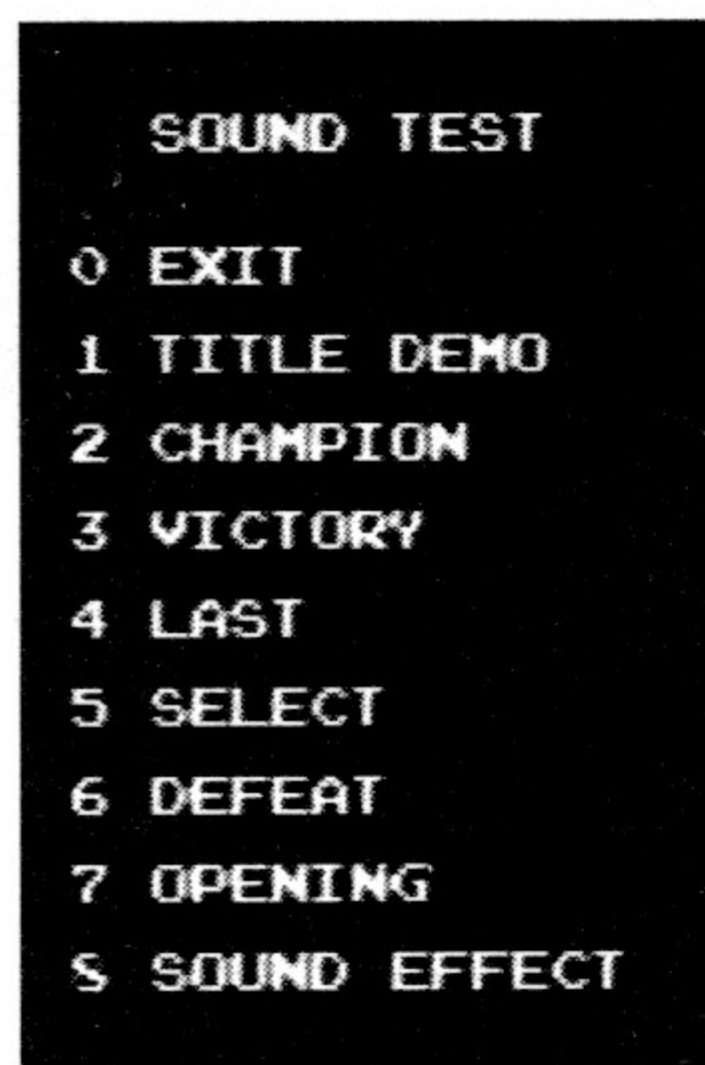 SOUND TEST
0 EXIT
1 TITLE DEMO
2 CHAMPION
3 VICTORY
4 LAST
5 SELECT
6 DEFEAT
7 OPENING
8 SOUND EFFECT